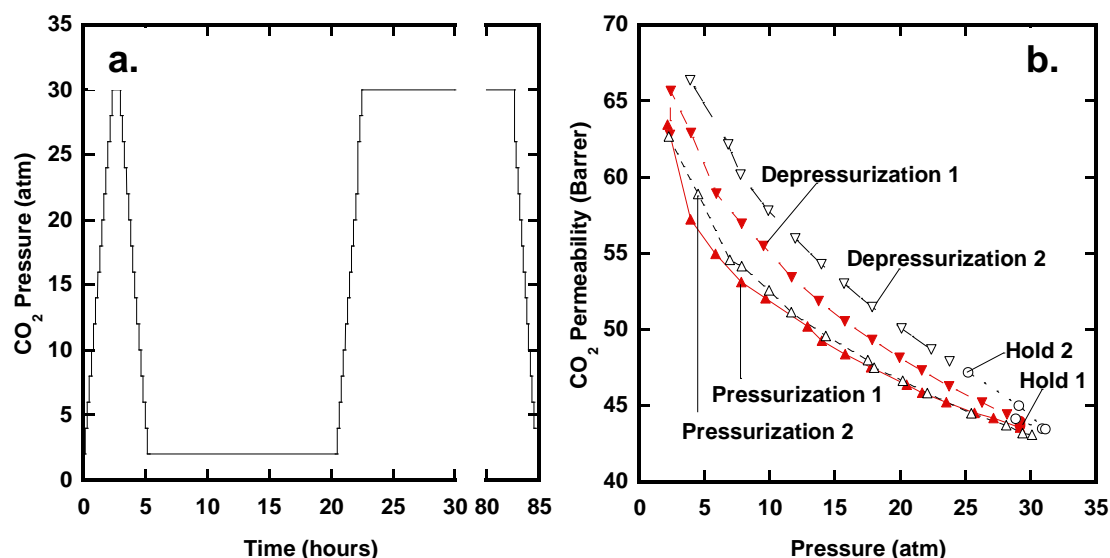 a.
CO2 Pressure (atm)
35
30
25
20
15
10
5
0
0 5 10 15 20 25 30 80 85
Time (hours)
b.
CO2 Permeability (Barrer)
70
65
60
55
50
45
40
Depressurization 1
Depressurization 2
Hold 2
Hold 1
Pressurization 1
Pressurization 2
0 5 10 15 20 25 30 35
Pressure (atm)